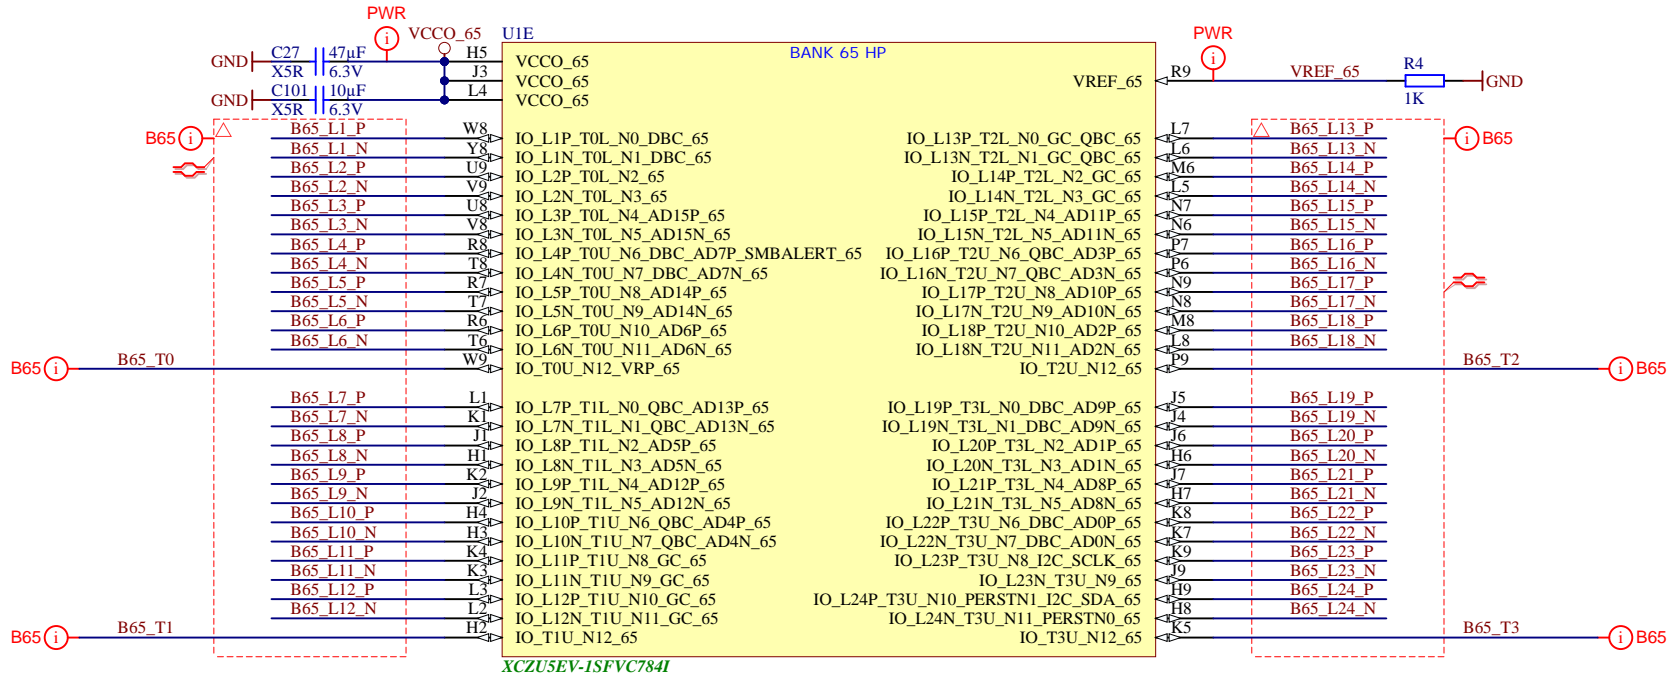 PWR
VCCO_65
U1E
BANK 65 HP
PWR
GND C27 47µF H5 VCCO_65
X5R 6.3V J3 VCCO_65
GND C101 10µF L4 VCCO_65
X5R 6.3V
VREF_65 R9 VREF_65 R4 GND
1K
B65 i B65_L1_P W8 IO_L1P_T0L_N0_DBC_65
B65_L1_N Y8 IO_L1N_T0L_N1_DBC_65
B65_L2_P U9 IO_L2P_T0L_N2_65
B65_L2_N V9 IO_L2N_T0L_N3_65
B65_L3_P U8 IO_L3P_T0L_N4_AD15P_65
B65_L3_N V8 IO_L3N_T0L_N5_AD15N_65
B65_L4_P R8 IO_L4P_T0U_N6_DBC_AD7P_SMBALERT_65
B65_L4_N T8 IO_L4N_T0U_N7_DBC_AD7N_65
B65_L5_P R7 IO_L5P_T0U_N8_AD14P_65
B65_L5_N T7 IO_L5N_T0U_N9_AD14N_65
B65_L6_P R6 IO_L6P_T0U_N10_AD6P_65
B65_L6_N T6 IO_L6N_T0U_N11_AD6N_65
B65 i B65_T0 W9 IO_T0U_N12_VRP_65
B65_L7_P L1 IO_L7P_T1L_N0_QBC_AD13P_65
B65_L7_N K1 IO_L7N_T1L_N1_QBC_AD13N_65
B65_L8_P J1 IO_L8P_T1L_N2_AD5P_65
B65_L8_N H1 IO_L8N_T1L_N3_AD5N_65
B65_L9_P K2 IO_L9P_T1L_N4_AD12P_65
B65_L9_N J2 IO_L9N_T1L_N5_AD12N_65
B65_L10_P H4 IO_L10P_T1U_N6_QBC_AD4P_65
B65_L10_N H3 IO_L10N_T1U_N7_QBC_AD4N_65
B65_L11_P K4 IO_L11P_T1U_N8_GC_65
B65_L11_N K3 IO_L11N_T1U_N9_GC_65
B65_L12_P L3 IO_L12P_T1U_N10_GC_65
B65_L12_N L2 IO_L12N_T1U_N11_GC_65
B65 i B65_T1 H2 IO_T1U_N12_65
IO_L13P_T2L_N0_GC_QBC_65 L7 B65_L13_P i B65
IO_L13N_T2L_N1_GC_QBC_65 L6 B65_L13_N
IO_L14P_T2L_N2_GC_65 M6 B65_L14_P
IO_L14N_T2L_N3_GC_65 L5 B65_L14_N
IO_L15P_T2L_N4_AD11P_65 N7 B65_L15_P
IO_L15N_T2L_N5_AD11N_65 N6 B65_L15_N
IO_L16P_T2U_N6_QBC_AD3P_65 P7 B65_L16_P
IO_L16N_T2U_N7_QBC_AD3N_65 P6 B65_L16_N
IO_L17P_T2U_N8_AD10P_65 N9 B65_L17_P
IO_L17N_T2U_N9_AD10N_65 N8 B65_L17_N
IO_L18P_T2U_N10_AD2P_65 M8 B65_L18_P
IO_L18N_T2U_N11_AD2N_65 L8 B65_L18_N
IO_T2U_N12_65 P9 B65_T2 i B65
IO_L19P_T3L_N0_DBC_AD9P_65 J5 B65_L19_P
IO_L19N_T3L_N1_DBC_AD9N_65 J4 B65_L19_N
IO_L20P_T3L_N2_AD1P_65 J6 B65_L20_P
IO_L20N_T3L_N3_AD1N_65 H6 B65_L20_N
IO_L21P_T3L_N4_AD8P_65 J7 B65_L21_P
IO_L21N_T3L_N5_AD8N_65 H7 B65_L21_N
IO_L22P_T3U_N6_DBC_AD0P_65 K8 B65_L22_P
IO_L22N_T3U_N7_DBC_AD0N_65 K7 B65_L22_N
IO_L23P_T3U_N8_I2C_SCLK_65 K9 B65_L23_P
IO_L23N_T3U_N9_65 J9 B65_L23_N
IO_L24P_T3U_N10_PERSTN1_I2C_SDA_65 H9 B65_L24_P
IO_L24N_T3U_N11_PERSTN0_65 H8 B65_L24_N
IO_T3U_N12_65 K5 B65_T3 i B65
XCZU5EV-1SFVC784I